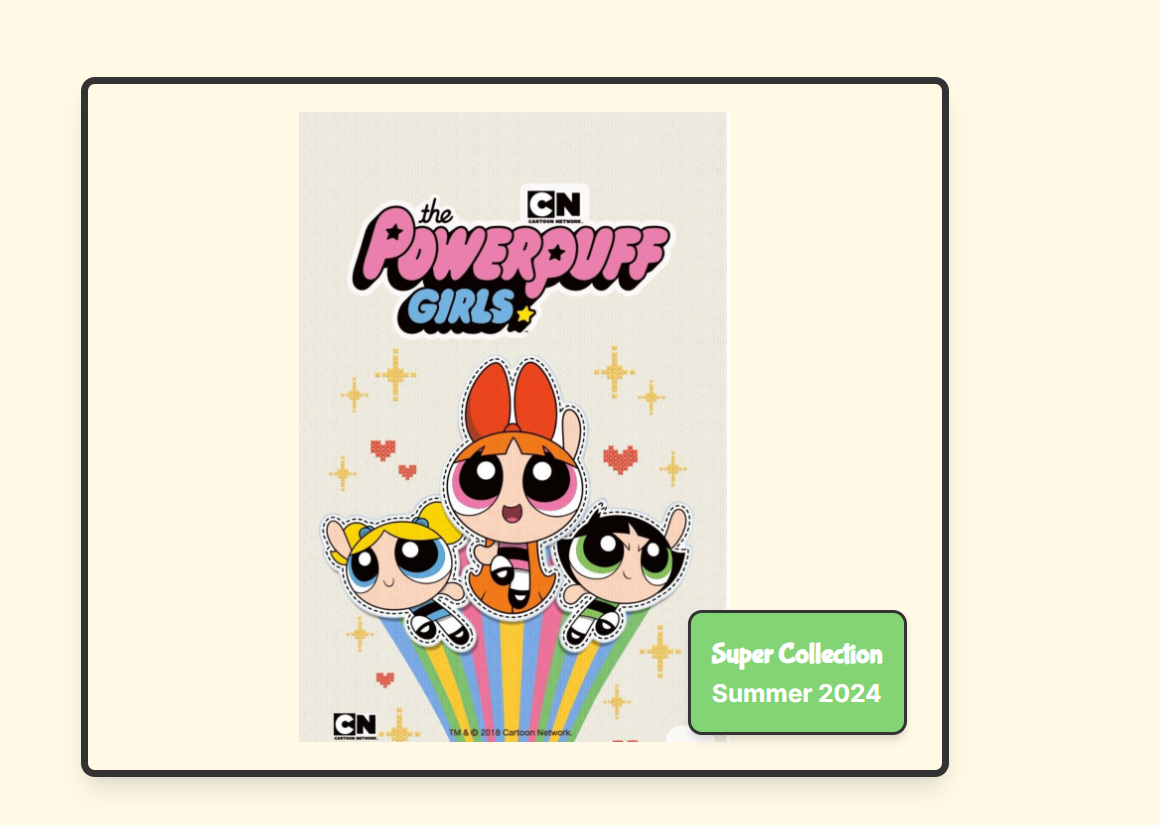 CN
CARTOON NETWORK.
the
POWERPUFF
GIRLS
Super Collection
Summer 2024
CN
CARTOON NETWORK.
TM & © 2018 Cartoon Network.